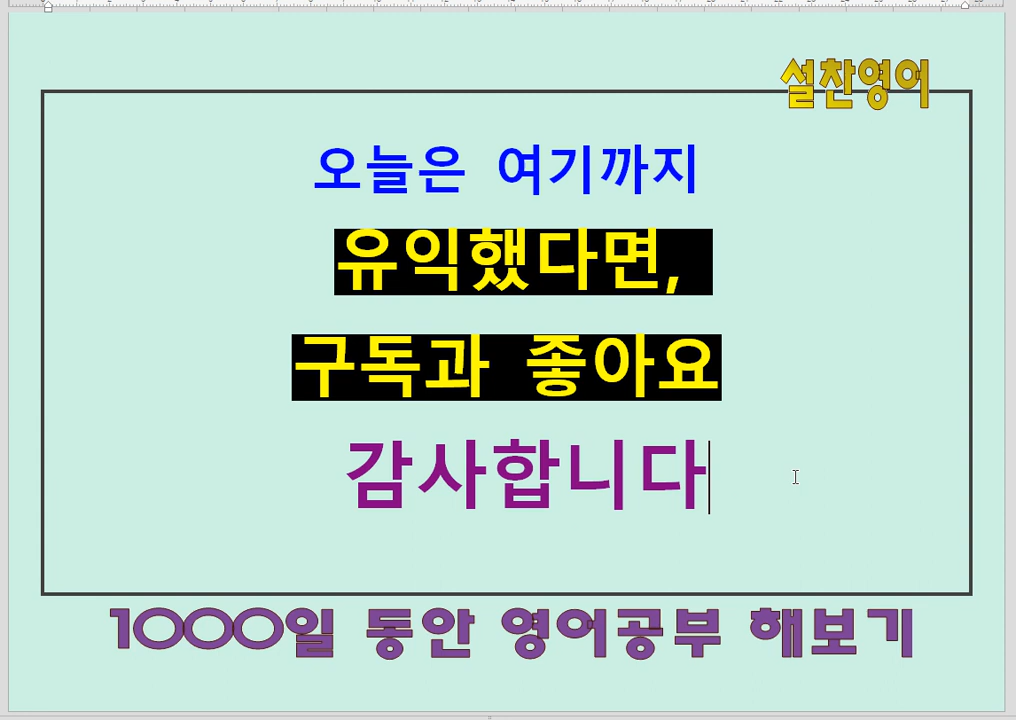 설찬영어
오늘은 여기까지
유익했다면,
구독과 좋아요
감사합니다
1000일 동안 영어공부 해보기